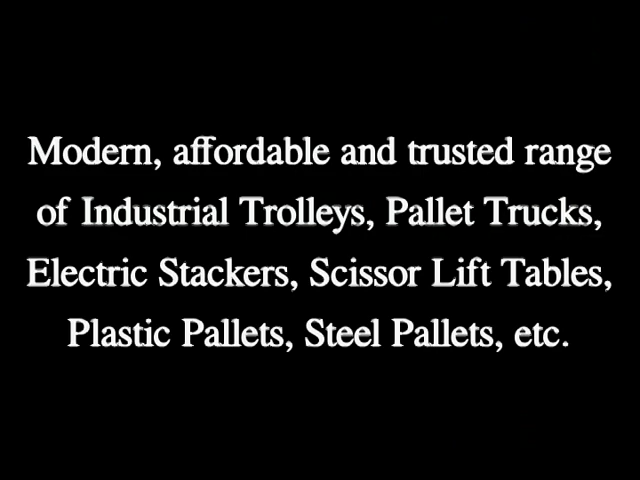 Modern, affordable and trusted range
of Industrial Trolleys, Pallet Trucks,
Electric Stackers, Scissor Lift Tables,
Plastic Pallets, Steel Pallets, etc.